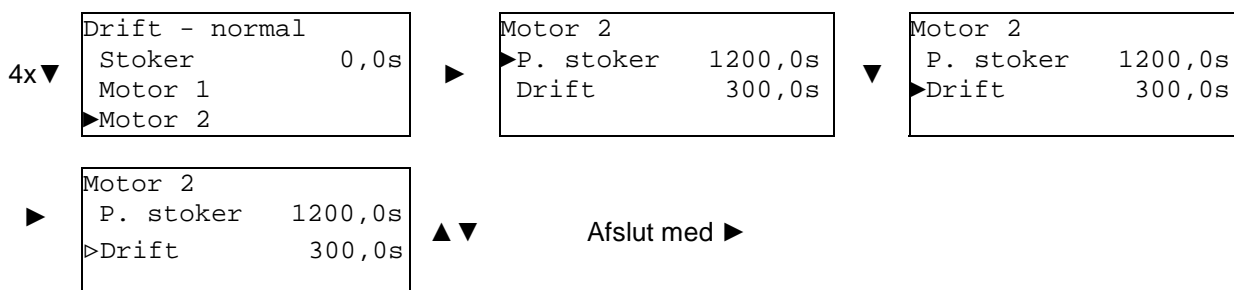 4x▼
Drift - normal
Stoker 0,0s
Motor 1
►Motor 2
►
Motor 2
►P. stoker 1200,0s
Drift 300,0s
▼
Motor 2
P. stoker 1200,0s
►Drift 300,0s
►
Motor 2
P. stoker 1200,0s
▷Drift 300,0s
▲▼
Afslut med ►